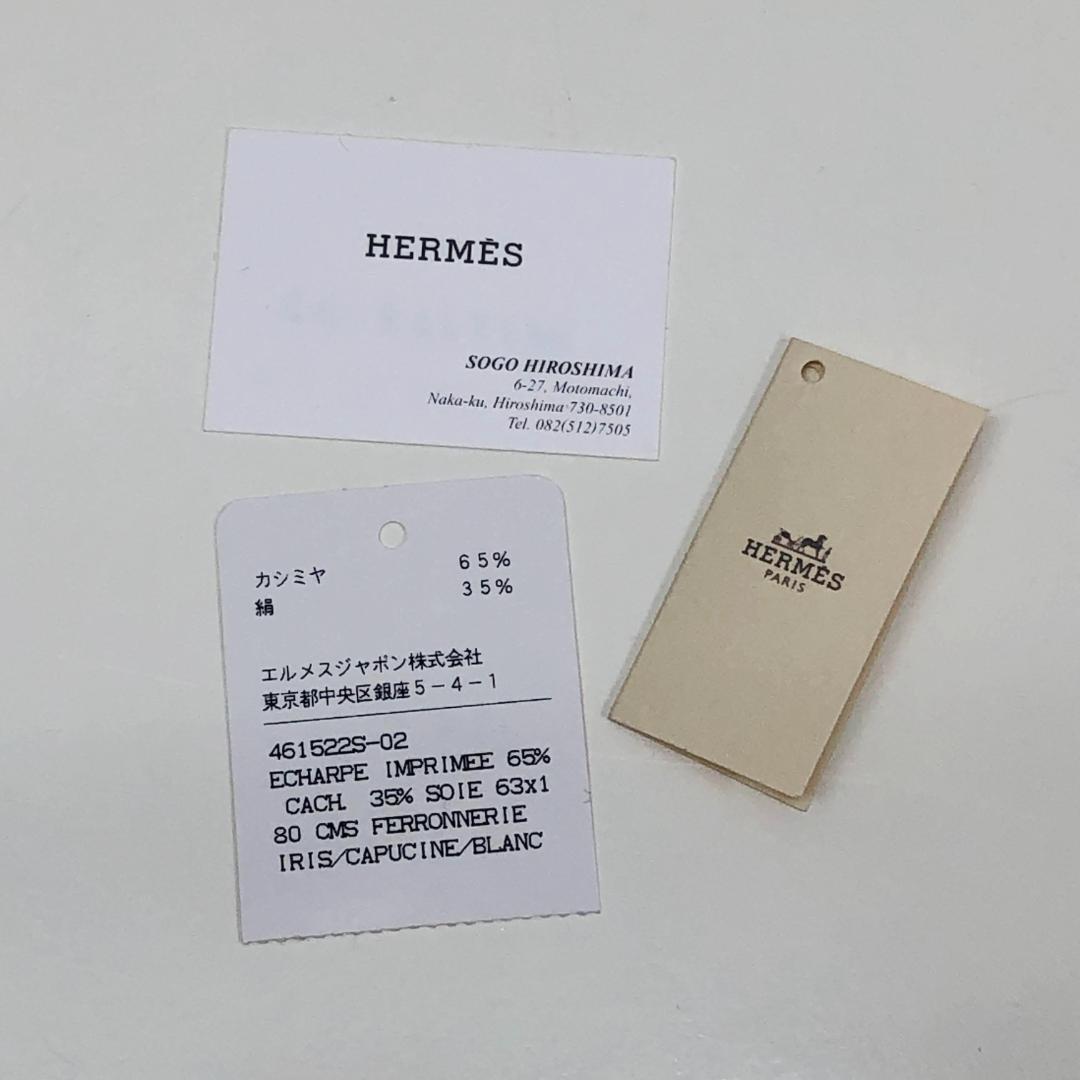 HERMÈS
SOGO HIROSHIMA
6-27, Motomachi,
Naka-ku, Hiroshima 730-8501
Tel. 082(512)7505
カシミヤ 65%
絹 35%
エルメスジャポン株式会社
東京都中央区銀座5-4-1
461522S-02
ECHARPE IMPRIMEE 65%
CACH. 35% SOIE 63x1
80 CMS FERRONNERIE
IRIS/CAPUCINE/BLANC
HERMÈS
PARIS